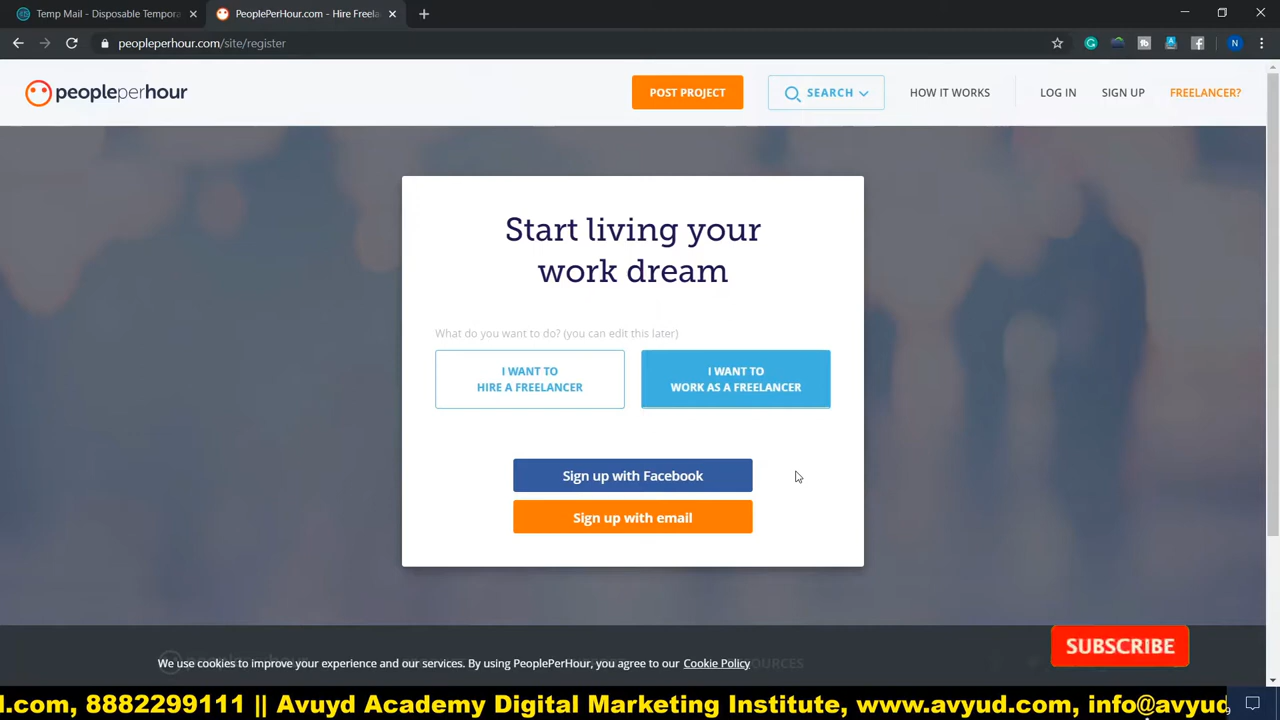 Temp Mail - Disposable Tempora
PeoplePerHour.com - Hire Freela
peopleperhour.com/site/register
N
peopleperhour
POST PROJECT
SEARCH
HOW IT WORKS
LOG IN
SIGN UP
FREELANCER?
Start living your
work dream
What do you want to do? (you can edit this later)
I WANT TO
HIRE A FREELANCER
I WANT TO
WORK AS A FREELANCER
Sign up with Facebook
Sign up with email
SUBSCRIBE
We use cookies to improve your experience and our services. By using PeoplePerHour, you agree to our Cookie Policy
d.com, 8882299111 || Avuyd Academy Digital Marketing Institute, www.avyud.com, info@avyud